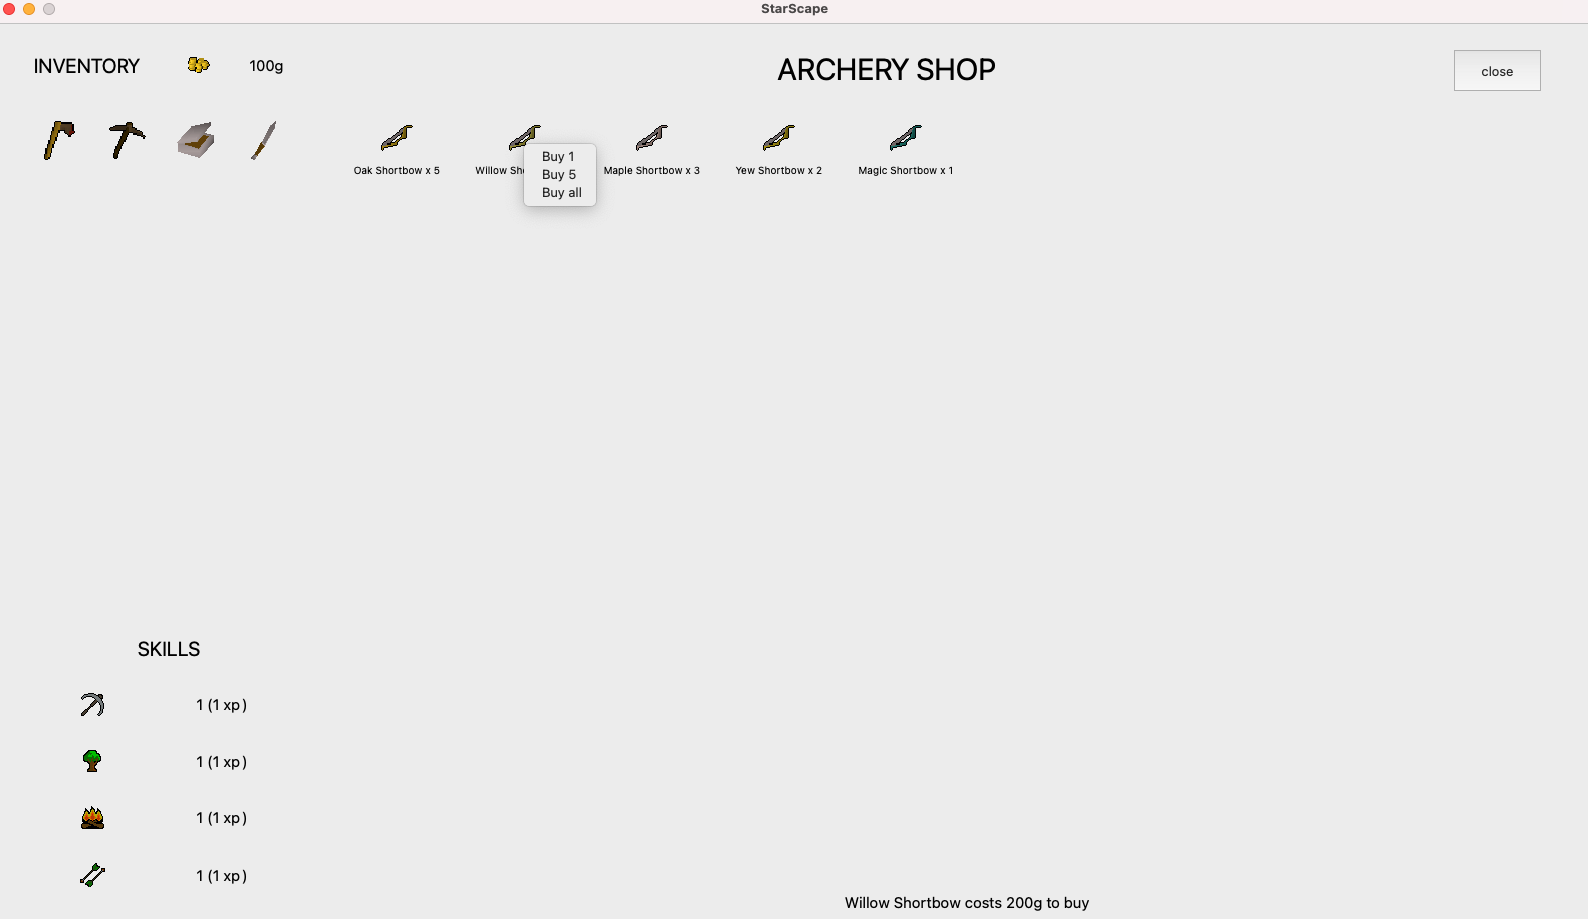 StarScape
INVENTORY
100g
ARCHERY SHOP
close
Oak Shortbow x 5
Willow
Maple Shortbow x 3
Yew Shortbow x 2
Magic Shortbow x 1
Buy 1
Buy 5
Buy all
SKILLS
1 (1 xp)
1 (1 xp)
1 (1 xp)
1 (1 xp)
Willow Shortbow costs 200g to buy